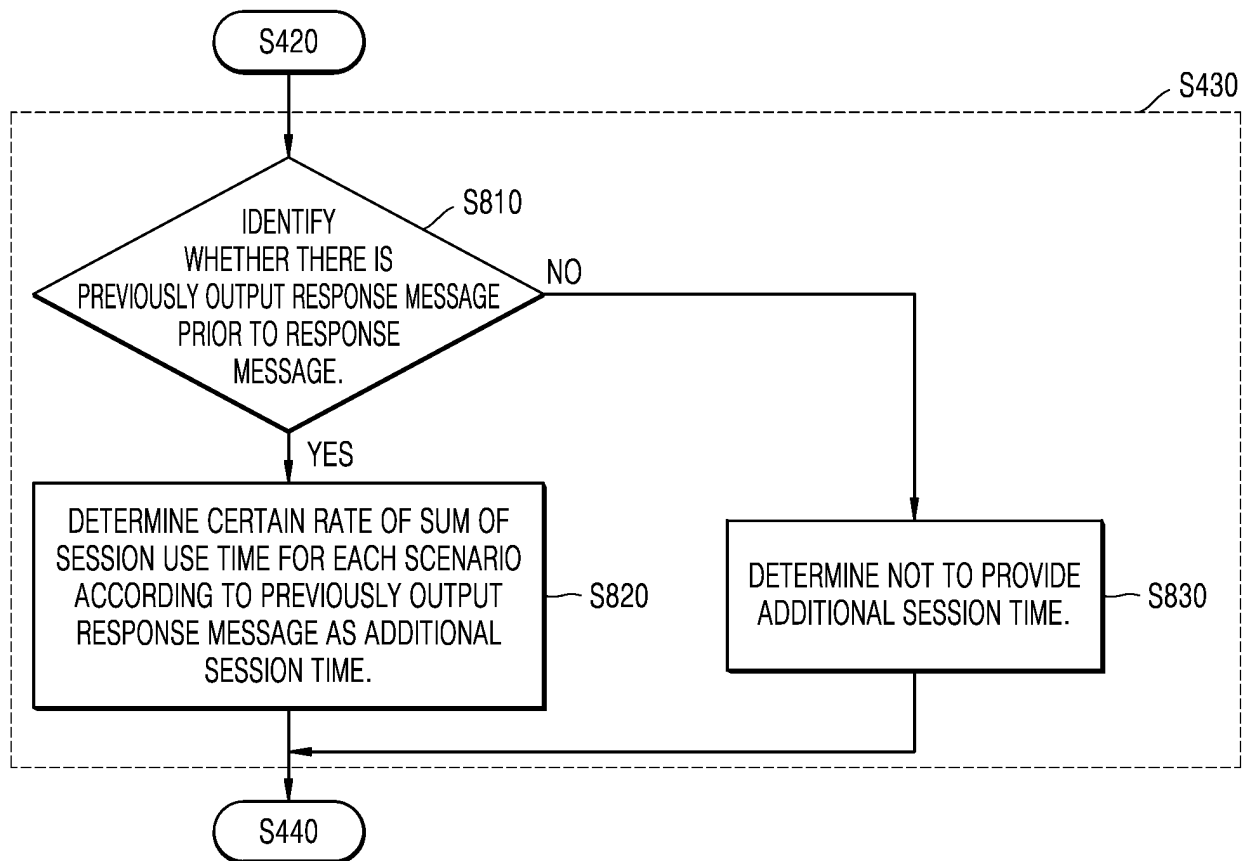 S420
S430
IDENTIFY
WHETHER THERE IS
PREVIOUSLY OUTPUT RESPONSE MESSAGE
PRIOR TO RESPONSE
MESSAGE.
S810
NO
YES
DETERMINE CERTAIN RATE OF SUM OF
SESSION USE TIME FOR EACH SCENARIO
ACCORDING TO PREVIOUSLY OUTPUT
RESPONSE MESSAGE AS ADDITIONAL
SESSION TIME.
S820
DETERMINE NOT TO PROVIDE
ADDITIONAL SESSION TIME.
S830
S440